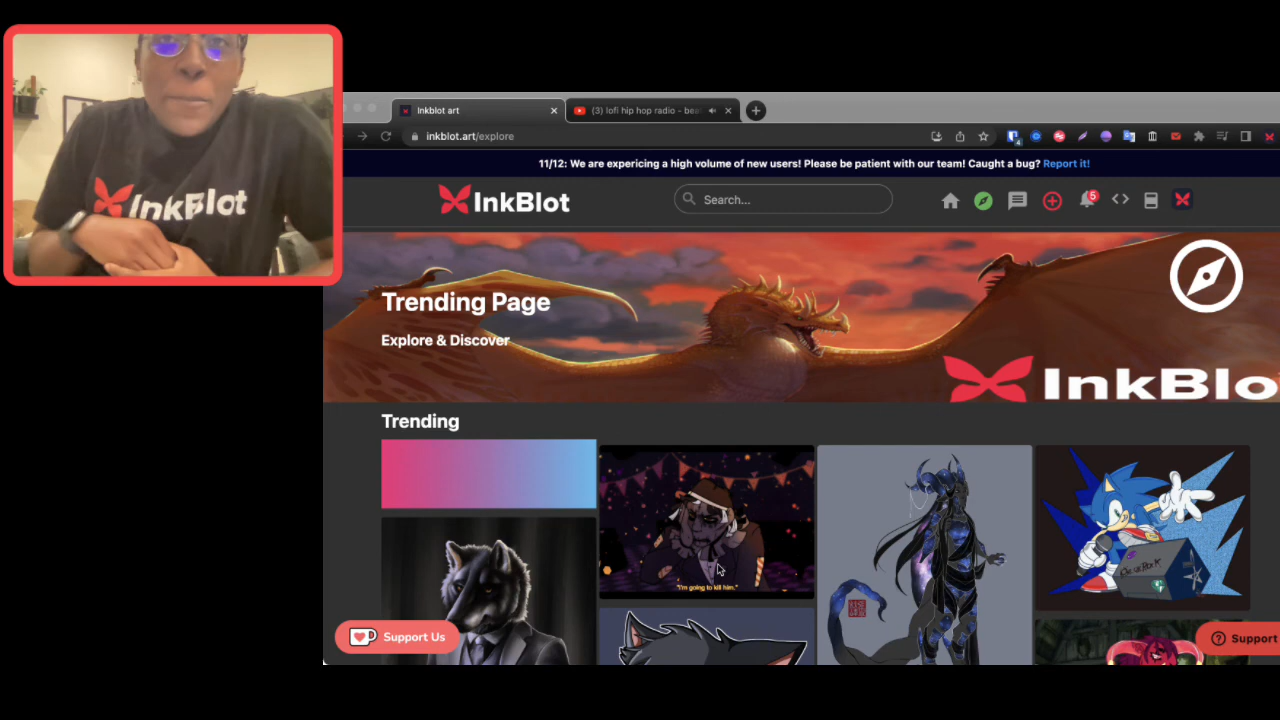 InkBlot
Inkblot art
(3) lofi hip hop radio - bea
inkblot.art/explore
4
11/12: We are expericing a high volume of new users! Please be patient with our team! Caught a bug? Report it!
InkBlot
Search...
5
Trending Page
Explore & Discover
InkBlo
Trending
"I'm going to kill him."
Support Us
Support